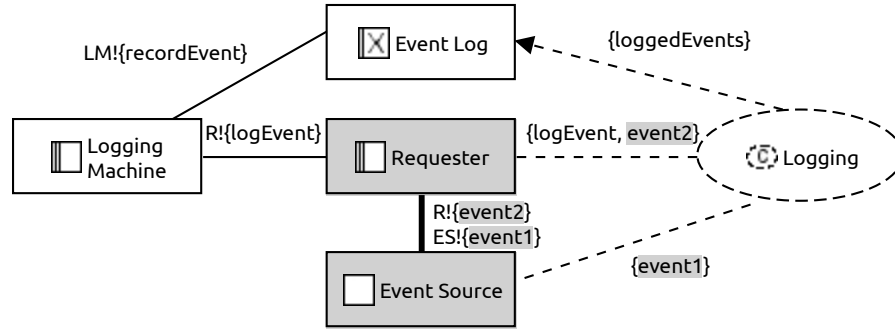 Event Log
{loggedEvents}
LM!{recordEvent}
Logging
Machine
R!{logEvent}
Requester
{logEvent, event2}
C Logging
R!{event2}
ES!{event1}
{event1}
Event Source